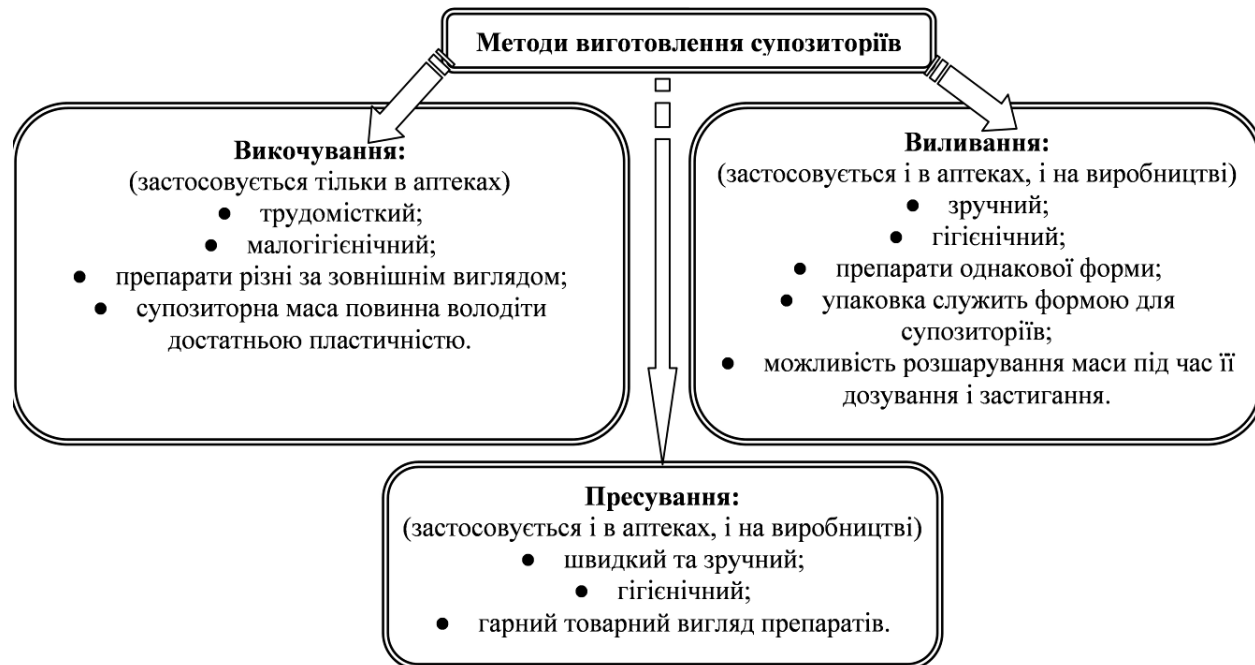 Методи виготовлення супозиторіїв
Викочування:
(застосовується тільки в аптеках)
● трудомісткий;
● малогігієнічний;
● препарати різні за зовнішнім виглядом;
● супозиторна маса повинна володіти
достатньою пластичністю.
Виливання:
(застосовується і в аптеках, і на виробництві)
● зручний;
● гігієнічний;
● препарати однакової форми;
● упаковка служить формою для
супозиторіїв;
● можливість розшарування маси під час її
дозування і застигання.
Пресування:
(застосовується і в аптеках, і на виробництві)
● швидкий та зручний;
● гігієнічний;
● гарний товарний вигляд препаратів.